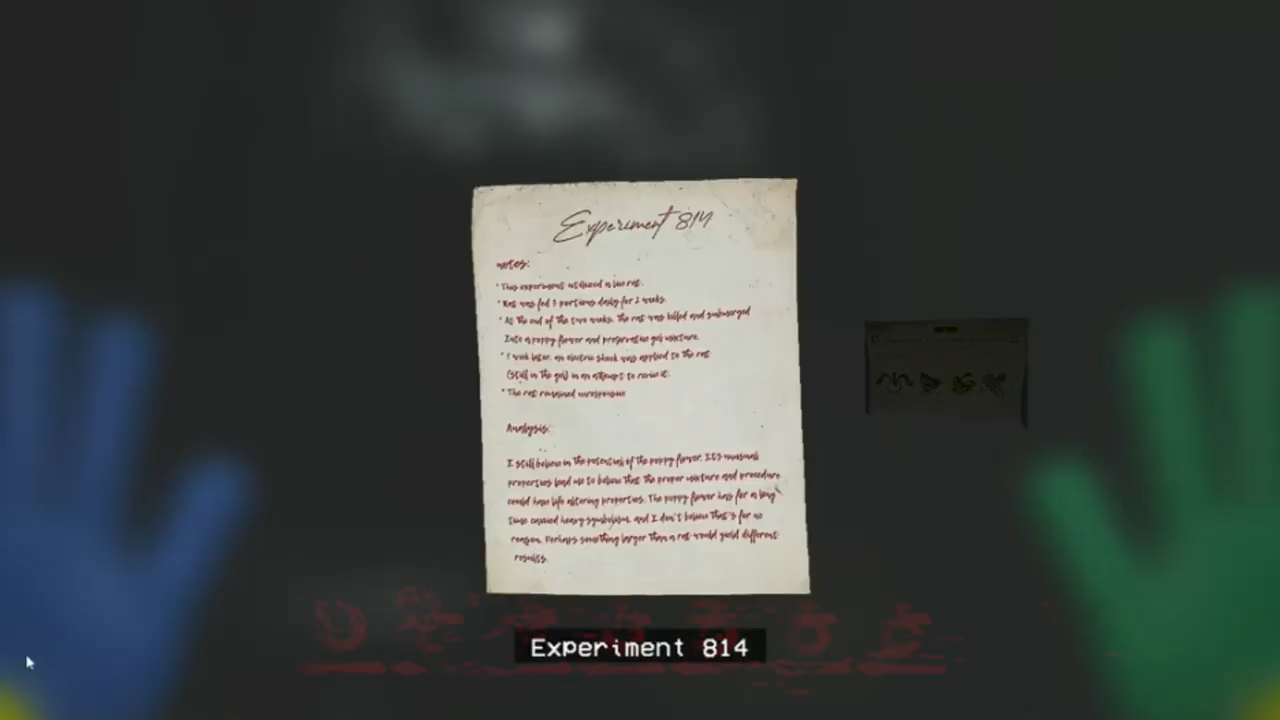 Experiment 814
notes:
* This experiment utilized a live rat.
* Rat was fed 3 portions daily for 2 weeks.
* At the end of the two weeks, the rat was killed and submerged
Into a poppy flower and preservative gel mixture.
* 1 week later, an electric shock was applied to the rat
(Still in the gel) in an attempt to revive it.
* The rat remained unresponsive
Analysis:
I still believe in the potential of the poppy flower. Its unusual
properties lead me to believe that the proper mixture and procedure
could have life altering properties. The poppy flower has for a long
time carried heavy symbolism, and I don't believe that's for no
reason. Perhaps something larger than a rat would yield different
results.
Experiment 814